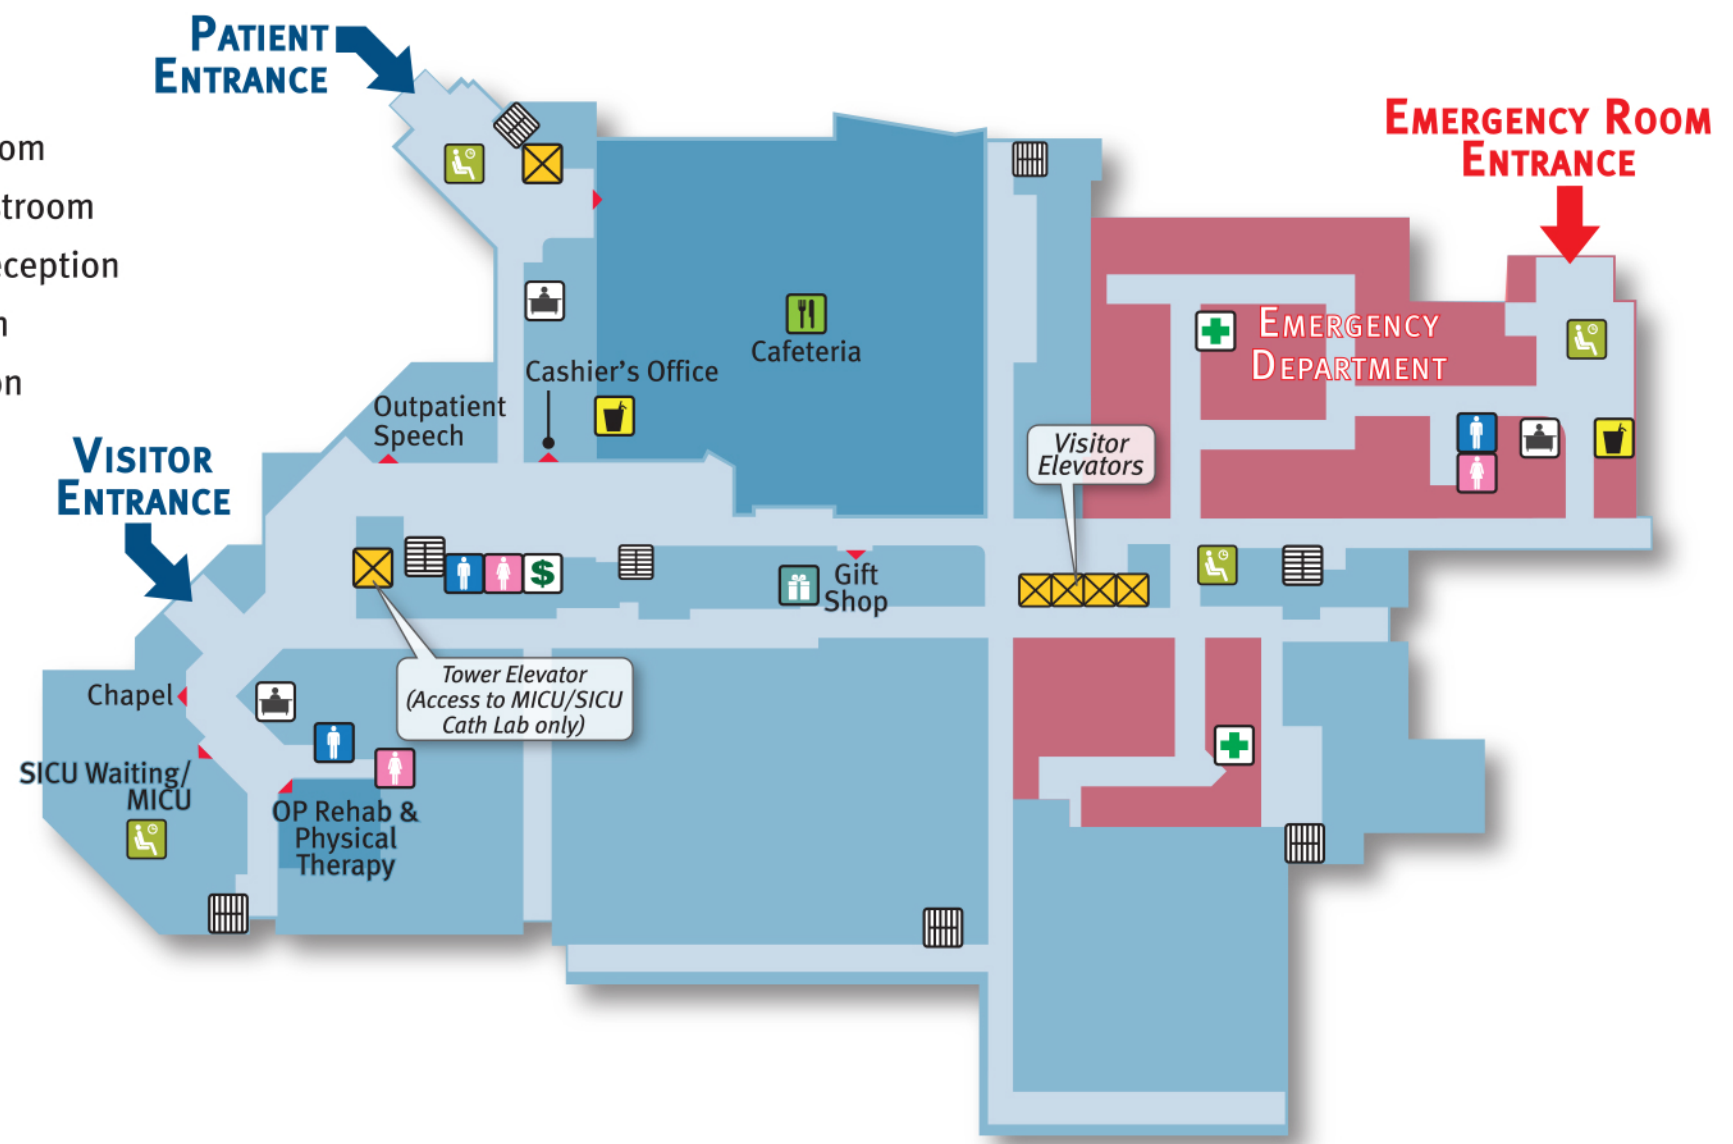 PATIENT
ENTRANCE
om
troom
ception
n
on
EMERGENCY ROOM
ENTRANCE
Cafeteria
EMERGENCY
DEPARTMENT
Cashier's Office
Outpatient
Speech
VISITOR
ENTRANCE
Visitor
Elevators
$
Gift
Shop
Tower Elevator
(Access to MICU/SICU
Cath Lab only)
Chapel
SICU Waiting/
MICU
OP Rehab &
Physical
Therapy